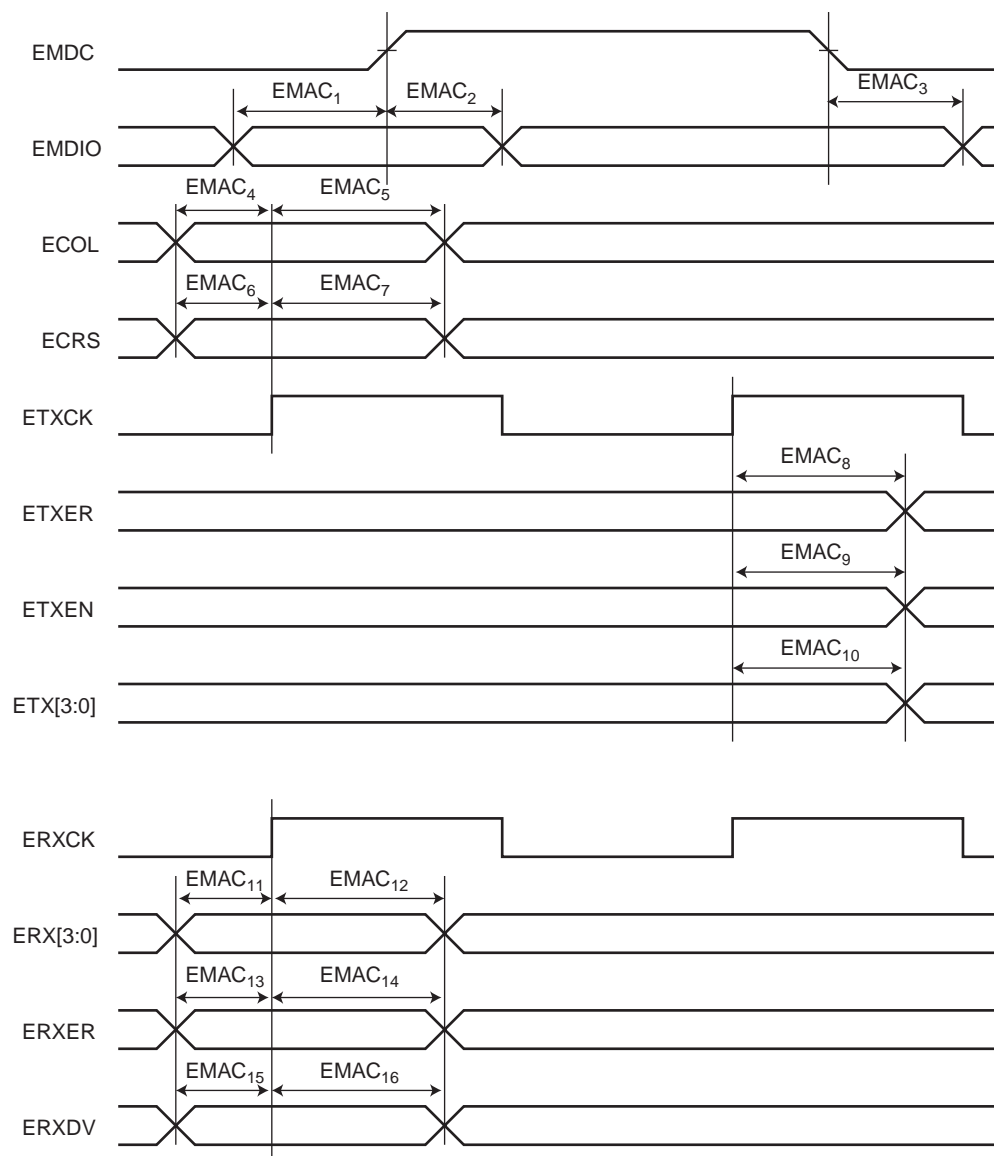 EMDC
EMAC₁ EMAC₂ EMAC₃
EMDIO
EMAC₄ EMAC₅
ECOL
EMAC₆ EMAC₇
ECRS
ETXCK
EMAC₈
ETXER
EMAC₉
ETXEN
EMAC₁₀
ETX[3:0]
ERXCK
EMAC₁₁ EMAC₁₂
ERX[3:0]
EMAC₁₃ EMAC₁₄
ERXER
EMAC₁₅ EMAC₁₆
ERXDV